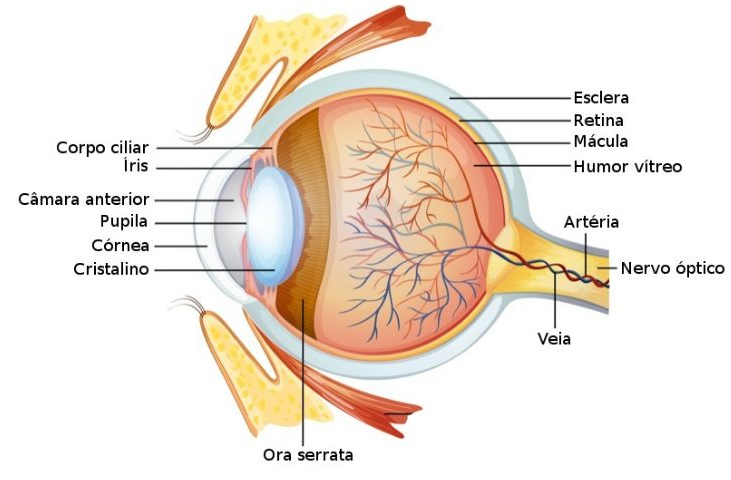 Esclera
Retina
Mácula
Humor vítreo
Corpo ciliar
Íris
Câmara anterior
Pupila
Córnea
Cristalino
Artéria
Nervo óptico
Veia
Ora serrata